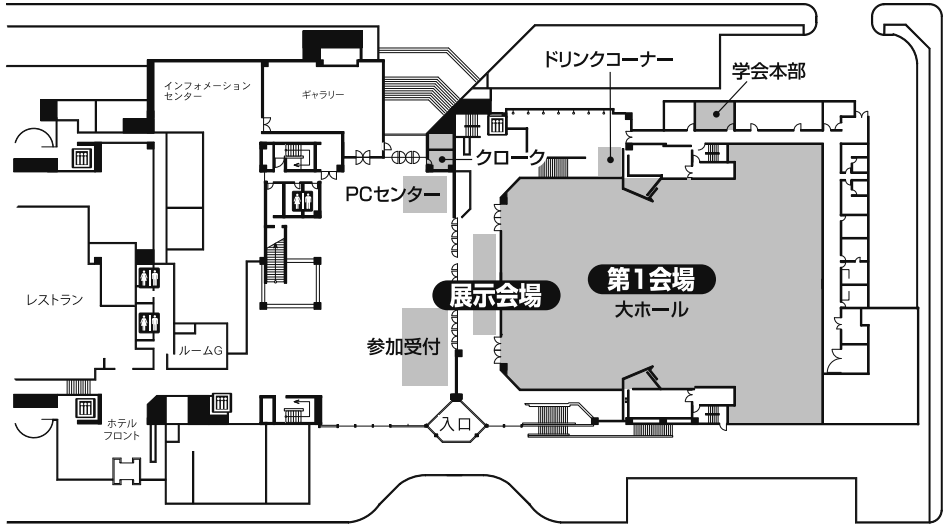 ドリンクコーナー
学会本部
インフォメーション
センター
ギャラリー
クローク
PCセンター
展示会場
第1会場
大ホール
レストラン
参加受付
ルームG
入口
ホテル
フロント